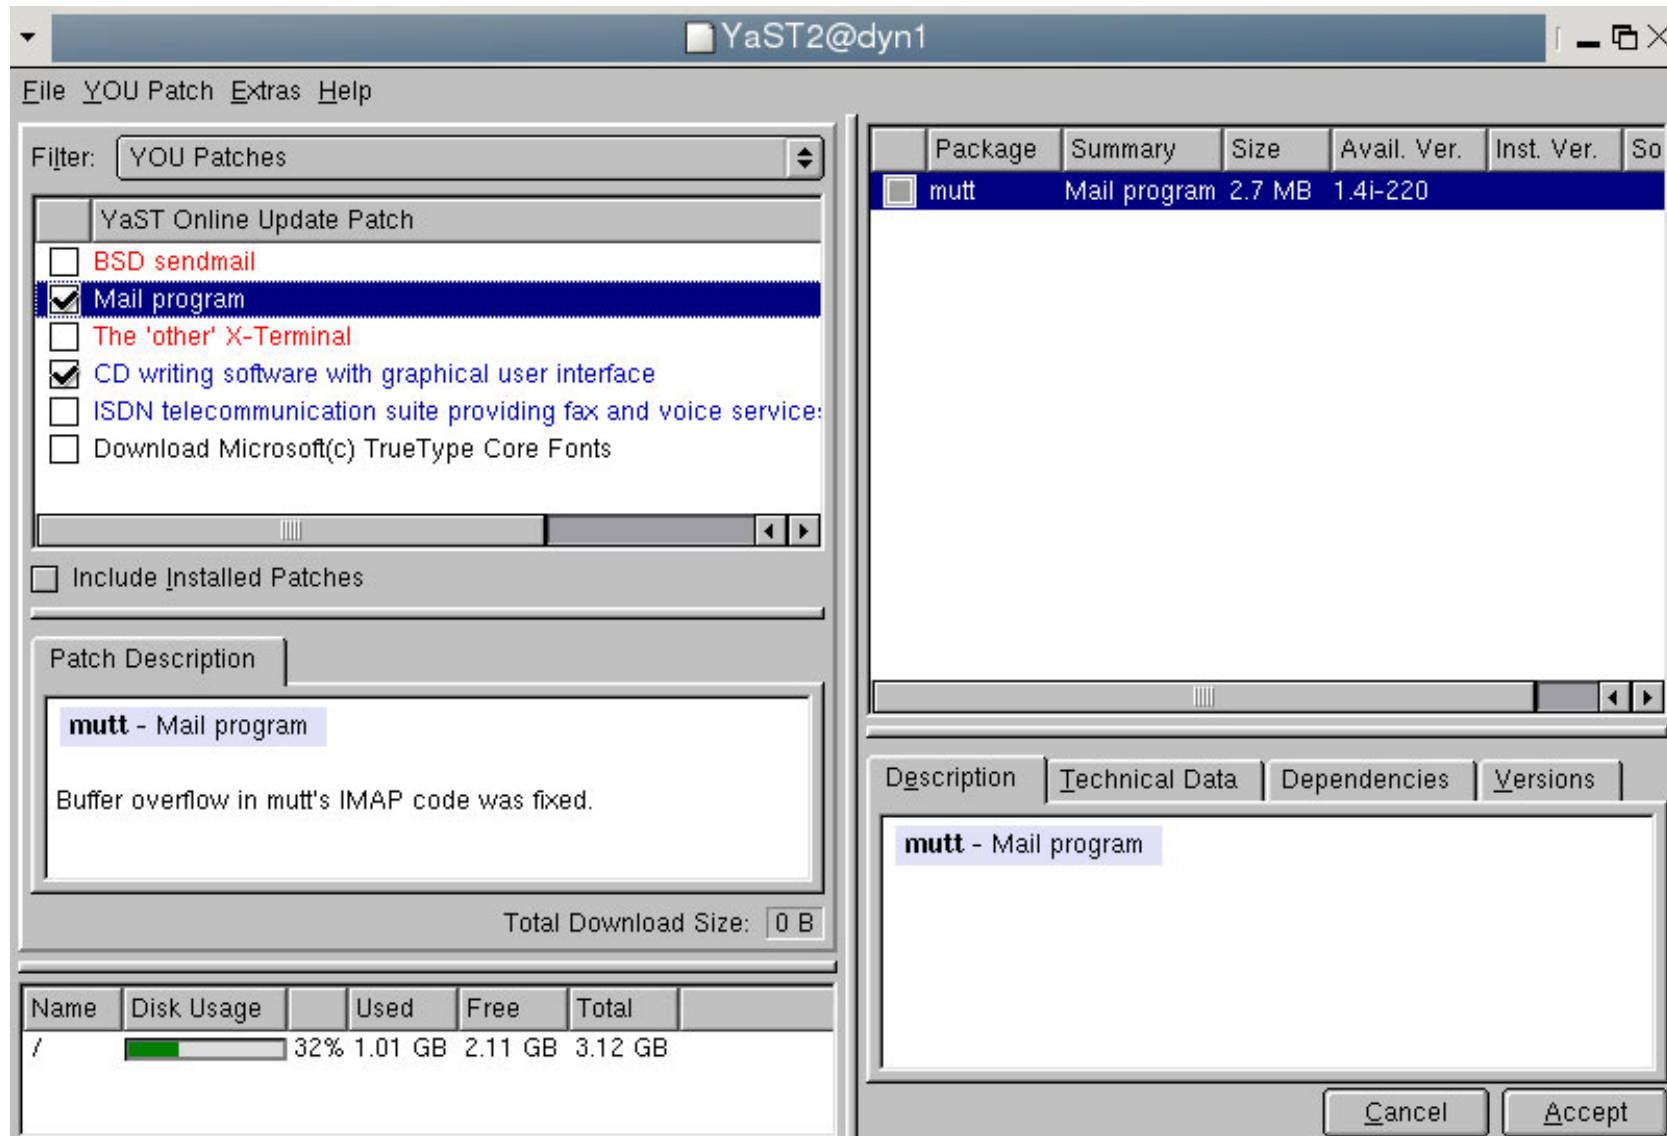 YaST2@dyn1
File YOU Patch Extras Help
Filter: YOU Patches
YaST Online Update Patch
BSD sendmail
Mail program
The 'other' X-Terminal
CD writing software with graphical user interface
ISDN telecommunication suite providing fax and voice
Download Microsoft(c) TrueType Core Fonts
Include Installed Patches
Patch Description
mutt - Mail program
Buffer overflow in mutt's IMAP code was fixed.
Total Download Size: 0 B
Name Disk Usage Used Free Total
/ 32% 1.01 GB 2.11 GB 3.12 GB
Package Summary Size Avail. Ver. Inst. Ver. So
mutt Mail program 2.7 MB 1.4i-220
Description Technical Data Dependencies Versions
mutt - Mail program
Cancel Accept